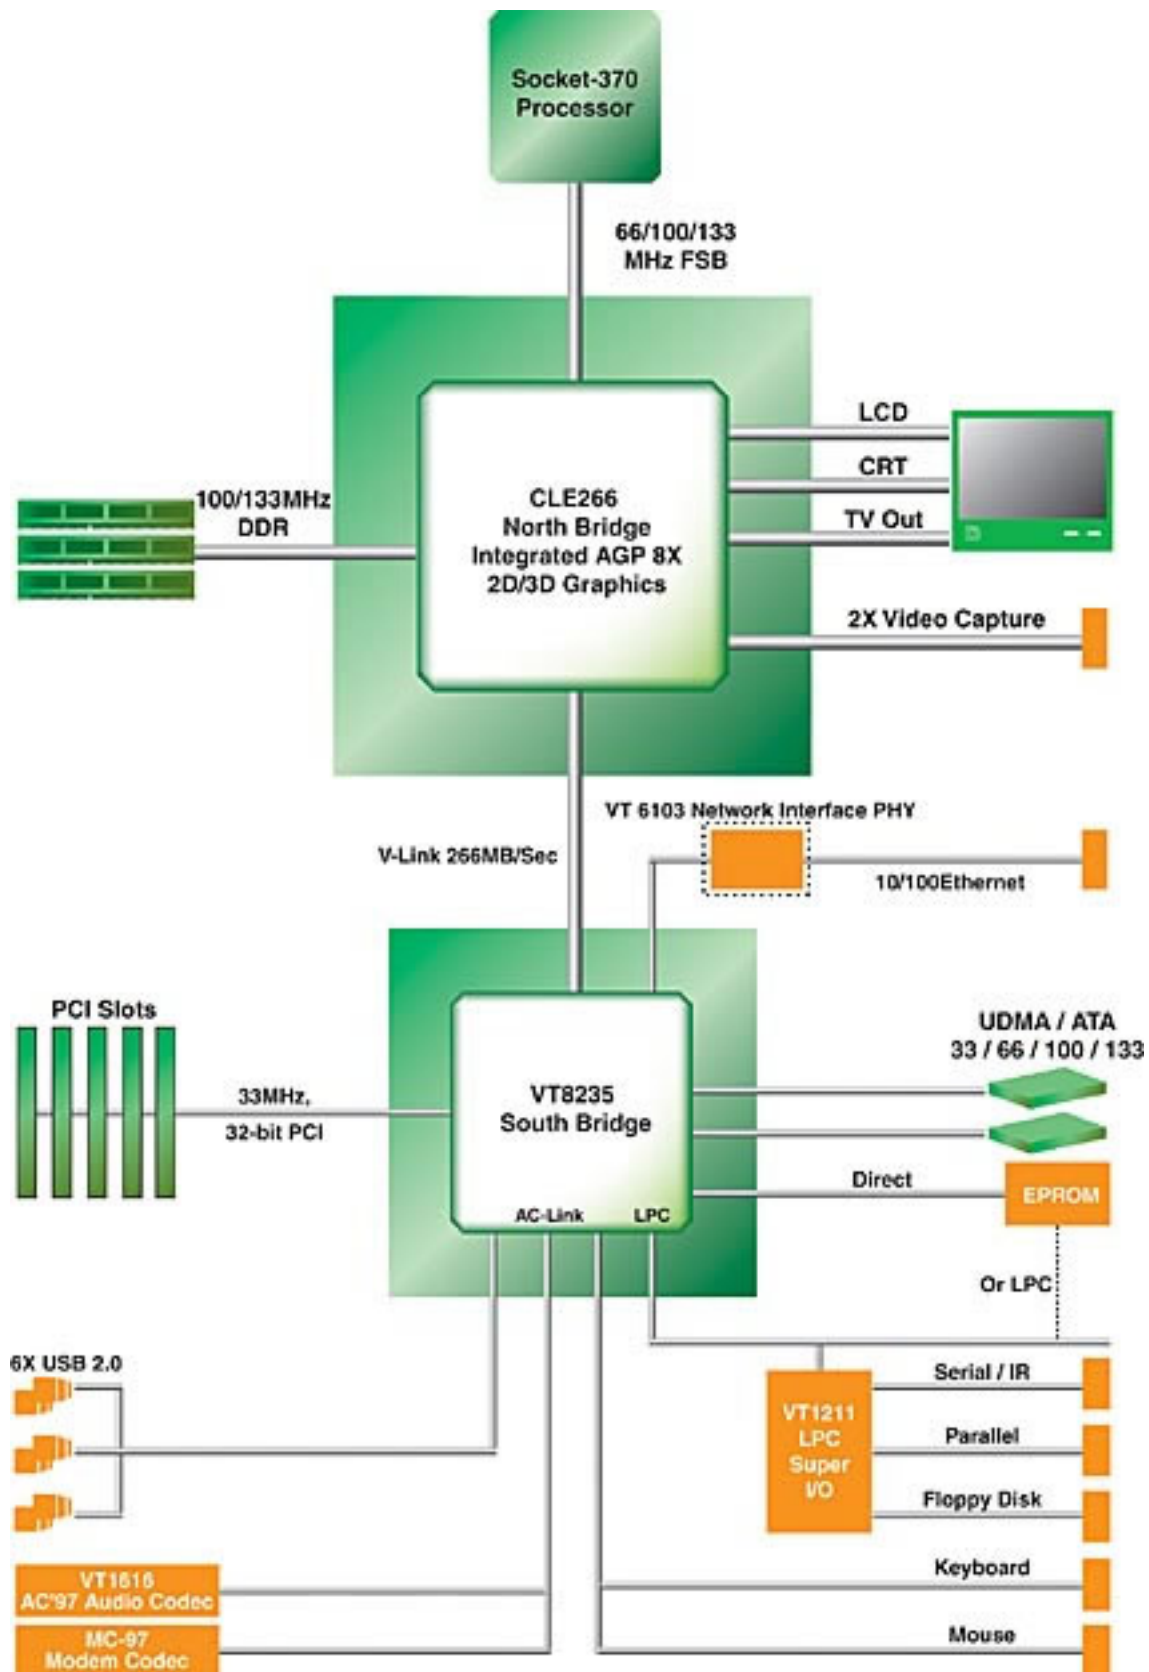 Socket-370
Processor
66/100/133
MHz FSB
LCD
CRT
TV Out
100/133MHz
DDR
CLE266
North Bridge
Integrated AGP 8X
2D/3D Graphics
2X Video Capture
VT 6103 Network Interface PHY
V-Link 266MB/Sec
10/100Ethernet
PCI Slots
UDMA / ATA
33 / 66 / 100 / 133
33MHz,
32-bit PCI
VT8235
South Bridge
Direct
EPROM
AC-Link
LPC
Or LPC
6X USB 2.0
Serial / IR
VT1211
LPC
Super
I/O
Parallel
Floppy Disk
Keyboard
VT1616
AC'97 Audio Codec
Mouse
MC-97
Modem Codec